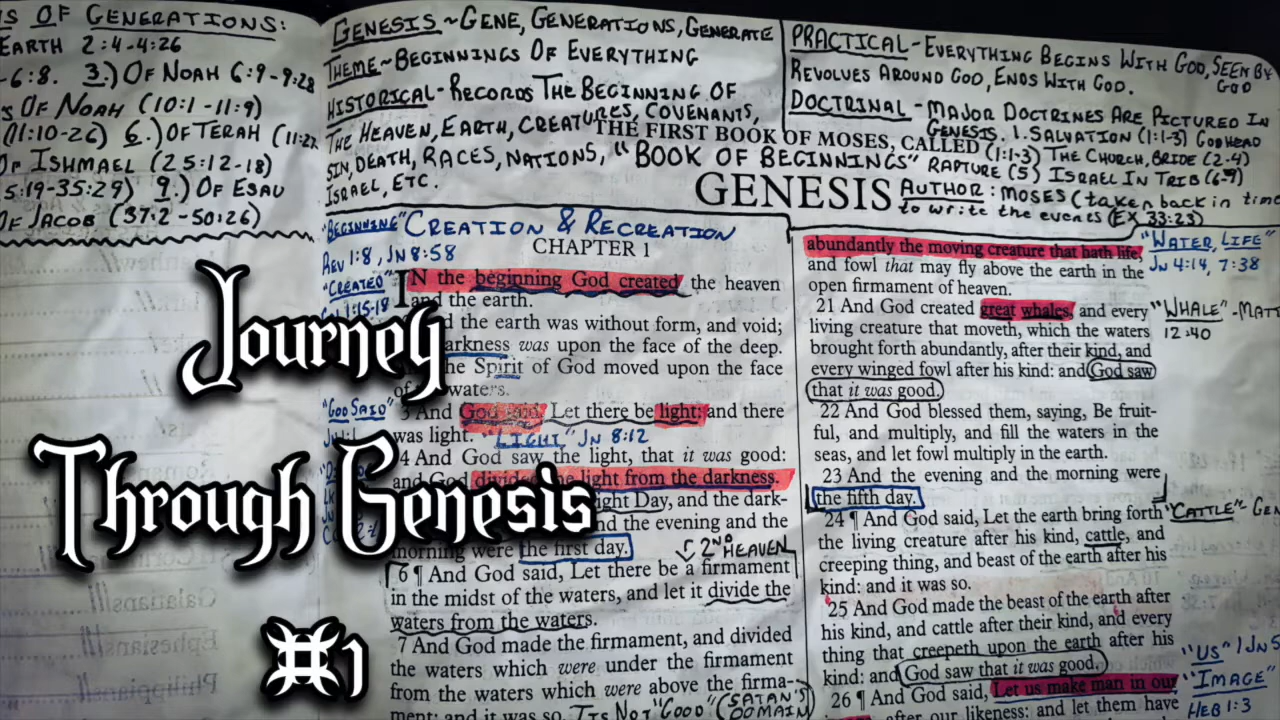 S OF GENERATIONS:
EARTH 2:4-4:26
-6:8. 3.) OF NOAH 6:9-9:28
S OF NOAH (10:1-11:9)
(11:10-26) 6.) OF TERAH (11:27
OF ISHMAEL (25:12-18)
5:19-35:29) 9.) OF ESAU
OF JACOB (37:2-50:26)
GENESIS~GENE, GENERATIONS, GENERATE
THEME~BEGINNINGS OF EVERYTHING
HISTORICAL-RECORDS THE BEGINNING OF
THE HEAVEN, EARTH, CREATURES, COVENANTS,
SIN, DEATH, RACES, NATIONS, "BOOK OF BEGINNINGS"
ISRAEL, ETC.
PRACTICAL-EVERYTHING BEGINS WITH GOD, SEEN BY GOD
REVOLVES AROUND GOD, ENDS WITH GOD.
DOCTRINAL-MAJOR DOCTRINES ARE PICTURED IN
GENESIS. 1. SALVATION (1:1-3) GODHEAD
(1:1-3) THE CHURCH, BRIDE (2-4)
RAPTURE (5) ISRAEL IN TRIB (6-9)
AUTHOR: MOSES (taken back in time
to write the events (EX 33:23)
THE FIRST BOOK OF MOSES, CALLED
GENESIS
"BEGINNING" CREATION & RECREATION
REV 1:8, JN 8:58
"CREATED"
CHAPTER 1
IN the beginning God created the heaven
and the earth.
the earth was without form, and void;
darkness was upon the face of the deep.
the Spirit of God moved upon the face
of waters.
"GOD SAID"
3 And God said, Let there be light: and there
was light. "LIGHT" JN 8:12
4 And God saw the light, that it was good:
and God divided the light from the darkness.
light Day, and the dark-
and the evening and the
morning were the first day.
2ND HEAVEN
6 ¶ And God said, Let there be a firmament
in the midst of the waters, and let it divide the
waters from the waters.
7 And God made the firmament, and divided
the waters which were under the firmament
from the waters which were above the firma-
ment: and it was so. ITS NOT "GOOD" (SATAN'S DOMAIN)
abundantly the moving creature that hath life,
and fowl that may fly above the earth in the
open firmament of heaven.
"WATER, LIFE"
JN 4:14, 7:38
21 And God created great whales, and every
living creature that moveth, which the waters
brought forth abundantly, after their kind, and
every winged fowl after his kind: and God saw
that it was good.
"WHALE"-MATT
12:40
22 And God blessed them, saying, Be fruit-
ful, and multiply, and fill the waters in the
seas, and let fowl multiply in the earth.
23 And the evening and the morning were
the fifth day.
24 ¶ And God said, Let the earth bring forth
the living creature after his kind, cattle, and
creeping thing, and beast of the earth after his
kind: and it was so.
"CATTLE"-GEN
25 And God made the beast of the earth after
his kind, and cattle after their kind, and every
thing that creepeth upon the earth after his
kind: and God saw that it was good.
26 ¶ And God said, Let us make man in our
after our likeness: and let them have
"US" 1 JN 5
"IMAGE"
HEB 1:3
Journey
Through Genesis
#1
Galatians
Ephesians
Philippians